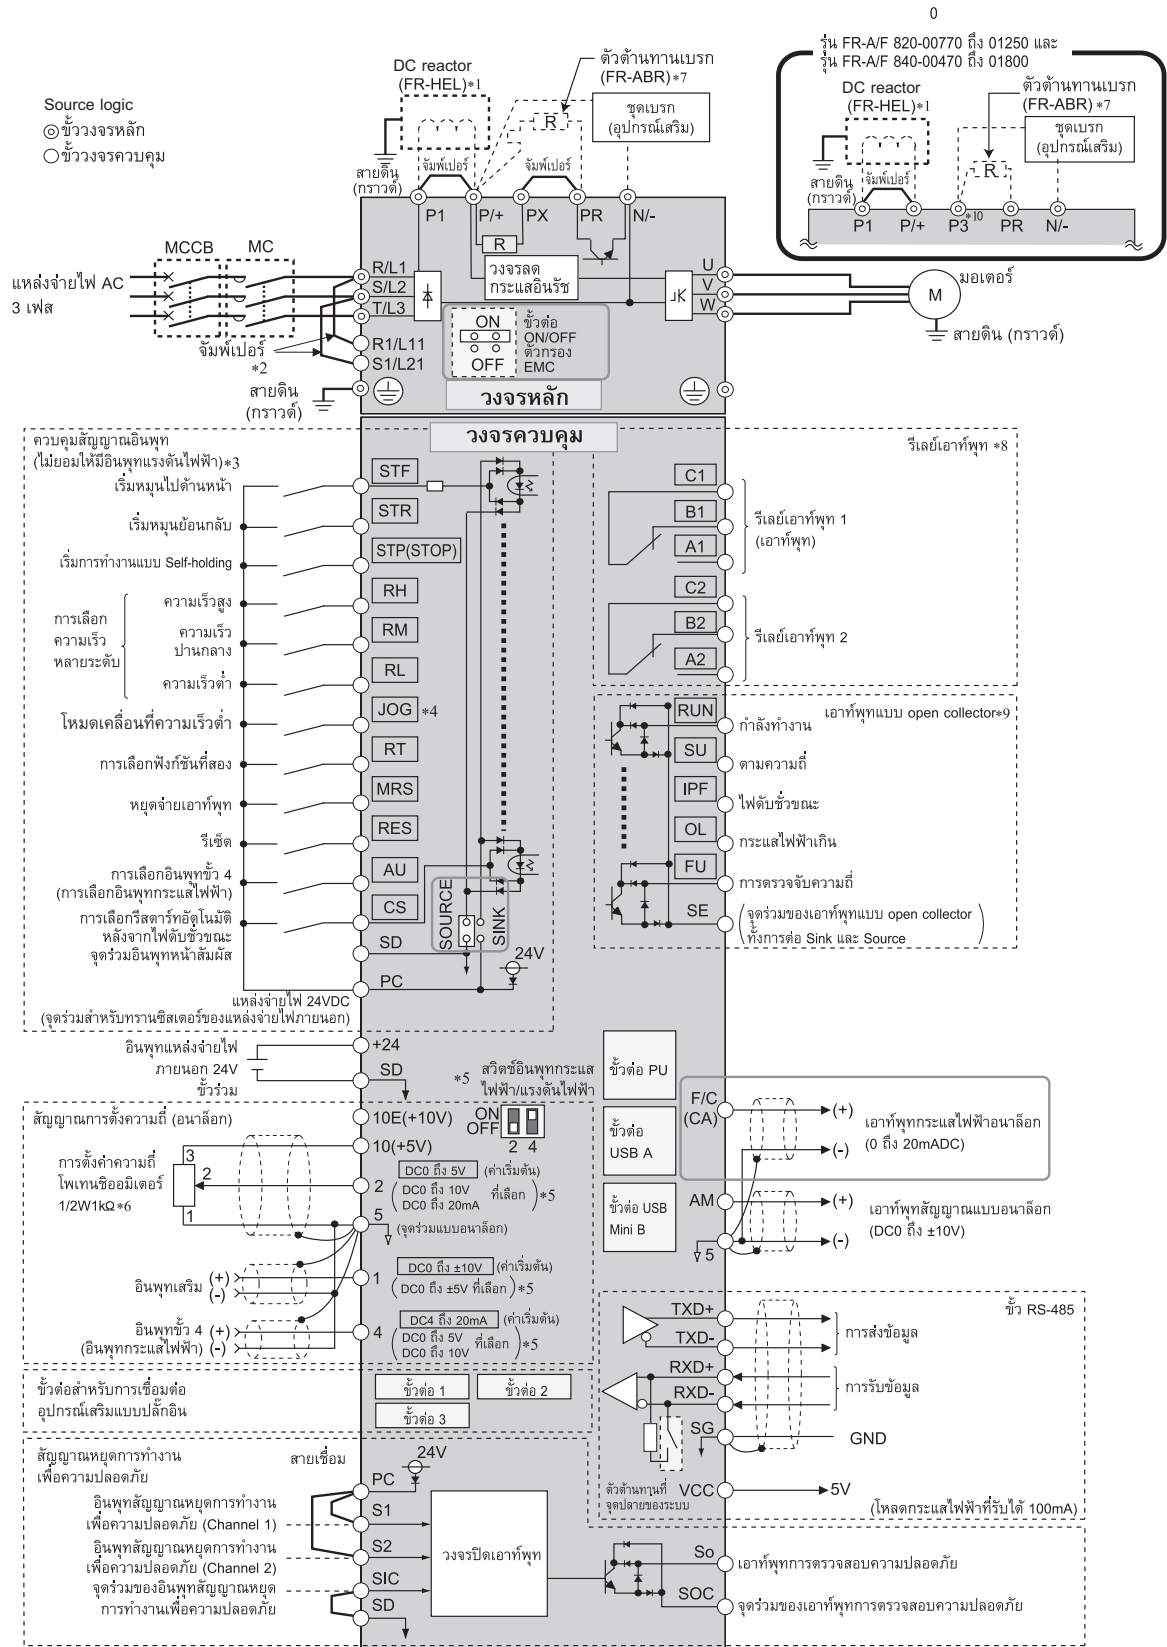 0
รุ่น FR-A/F 820-00770 ถึง 01250 และ
รุ่น FR-A/F 840-00470 ถึง 01800
DC reactor
(FR-HEL)*1
ตัวต้านทานเบรก
(FR-ABR)*7
ชุดเบรก
(อุปกรณ์เสริม)
R
สายดิน
(กราวด์)
จัมพ์เปอร์
P1
P/+
P3*10
PR
N/-
Source logic
ขั้ววงจรหลัก
ขั้ววงจรควบคุม
DC reactor
(FR-HEL)*1
ตัวต้านทานเบรก
(FR-ABR)*7
R
ชุดเบรก
(อุปกรณ์เสริม)
สายดิน
(กราวด์)
จัมพ์เปอร์
จัมพ์เปอร์
P1
P/+
PX
PR
N/-
R
วงจรลด
กระแสอินรัช
MCCB
MC
แหล่งจ่ายไฟ AC
3 เฟส
R/L1
S/L2
T/L3
R1/L11
S1/L21
จัมพ์เปอร์
*2
สายดิน
(กราวด์)
ON
OFF
ขั้วต่อ
ON/OFF
ตัวกรอง
EMC
U
V
W
M
มอเตอร์
สายดิน (กราวด์)
วงจรหลัก
วงจรควบคุม
ควบคุมสัญญาณอินพุท
(ไม่ยอมให้มีอินพุทแรงดันไฟฟ้า)*3
เริ่มหมุนไปด้านหน้า
STF
เริ่มหมุนย้อนกลับ
STR
เริ่มการทำงานแบบ Self-holding
STP(STOP)
การเลือก
ความเร็ว
หลายระดับ
ความเร็วสูง
RH
ความเร็ว
ปานกลาง
RM
ความเร็วต่ำ
RL
โหมดเคลื่อนที่ความเร็วต่ำ
JOG *4
การเลือกฟังก์ชันที่สอง
RT
หยุดจ่ายเอาท์พุท
MRS
รีเซ็ต
RES
การเลือกอินพุทขั้ว 4
(การเลือกอินพุทกระแสไฟฟ้า)
AU
การเลือกรีสตาร์ทอัตโนมัติ
หลังจากไฟดับชั่วขณะ
CS
จุดร่วมอินพุทหน้าสัมผัส
SD
SOURCE
SINK
24V
PC
แหล่งจ่ายไฟ 24VDC
(จุดร่วมสำหรับทรานซิสเตอร์ของแหล่งจ่ายไฟภายนอก)
รีเลย์เอาท์พุท *8
C1
B1
A1
รีเลย์เอาท์พุท 1
(เอาท์พุท)
C2
B2
A2
รีเลย์เอาท์พุท 2
เอาท์พุทแบบ open collector*9
RUN
กำลังทำงาน
SU
ตามความถี่
IPF
ไฟดับชั่วขณะ
OL
กระแสไฟฟ้าเกิน
FU
การตรวจจับความถี่
SE
(จุดร่วมของเอาท์พุทแบบ open collector
ทั้งการต่อ Sink และ Source)
อินพุทแหล่งจ่ายไฟ
ภายนอก 24V
ขั้วร่วม
+24
SD
*5
สวิตช์อินพุทกระแส
ไฟฟ้า/แรงดันไฟฟ้า
ON
OFF
2 4
สัญญาณการตั้งความถี่ (อนาล็อก)
การตั้งค่าความถี่
โพเทนชิออมิเตอร์
1/2W1kΩ*6
3
2
1
10E(+10V)
10(+5V)
2
DC0 ถึง 5V (ค่าเริ่มต้น)
(DC0 ถึง 10V
DC0 ถึง 20mA ที่เลือก)*5
5
(จุดร่วมแบบอนาล็อก)
อินพุทเสริม (+)
(-)
1
DC0 ถึง ±10V (ค่าเริ่มต้น)
(DC0 ถึง ±5V ที่เลือก)*5
อินพุทขั้ว 4 (+)
(อินพุทกระแสไฟฟ้า) (-)
4
DC4 ถึง 20mA (ค่าเริ่มต้น)
(DC0 ถึง 5V
DC0 ถึง 10V ที่เลือก)*5
ขั้วต่อ PU
ขั้วต่อ
USB A
ขั้วต่อ USB
Mini B
F/C
(CA)
(+)
(-)
เอาท์พุทกระแสไฟฟ้าอนาล็อก
(0 ถึง 20mADC)
AM
5
(+)
(-)
เอาท์พุทสัญญาณแบบอนาล็อก
(DC0 ถึง ±10V)
ขั้ว RS-485
TXD+
TXD-
การส่งข้อมูล
RXD+
RXD-
การรับข้อมูล
SG
GND
ตัวต้านทานที่
จุดปลายของระบบ
VCC
5V
(โหลดกระแสไฟฟ้าที่รับได้ 100mA)
ขั้วต่อสำหรับการเชื่อมต่อ
อุปกรณ์เสริมแบบปลั๊กอิน
ขั้วต่อ 1
ขั้วต่อ 2
ขั้วต่อ 3
สัญญาณหยุดการทำงาน
เพื่อความปลอดภัย
สายเชื่อม
24V
PC
อินพุทสัญญาณหยุดการทำงาน
เพื่อความปลอดภัย (Channel 1)
S1
อินพุทสัญญาณหยุดการทำงาน
เพื่อความปลอดภัย (Channel 2)
S2
จุดร่วมของอินพุทสัญญาณหยุด
การทำงานเพื่อความปลอดภัย
SIC
SD
วงจรปิดเอาท์พุท
So
เอาท์พุทการตรวจสอบความปลอดภัย
SOC
จุดร่วมของเอาท์พุทการตรวจสอบความปลอดภัย